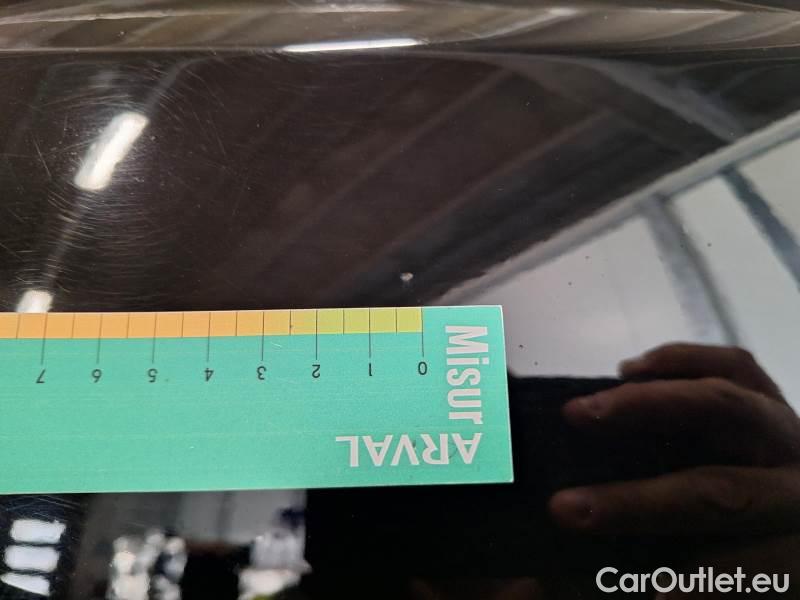 7 6 5 4 3 2 1 0
Misur
ARVAL
CarOutlet.eu